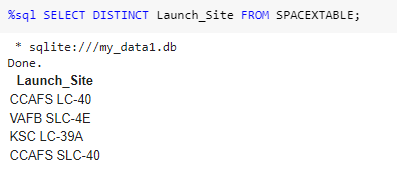 %sql SELECT DISTINCT Launch_Site FROM SPACEXTABLE;
* sqlite:///my_data1.db
Done.
Launch_Site
CCAFS LC-40
VAFB SLC-4E
KSC LC-39A
CCAFS SLC-40